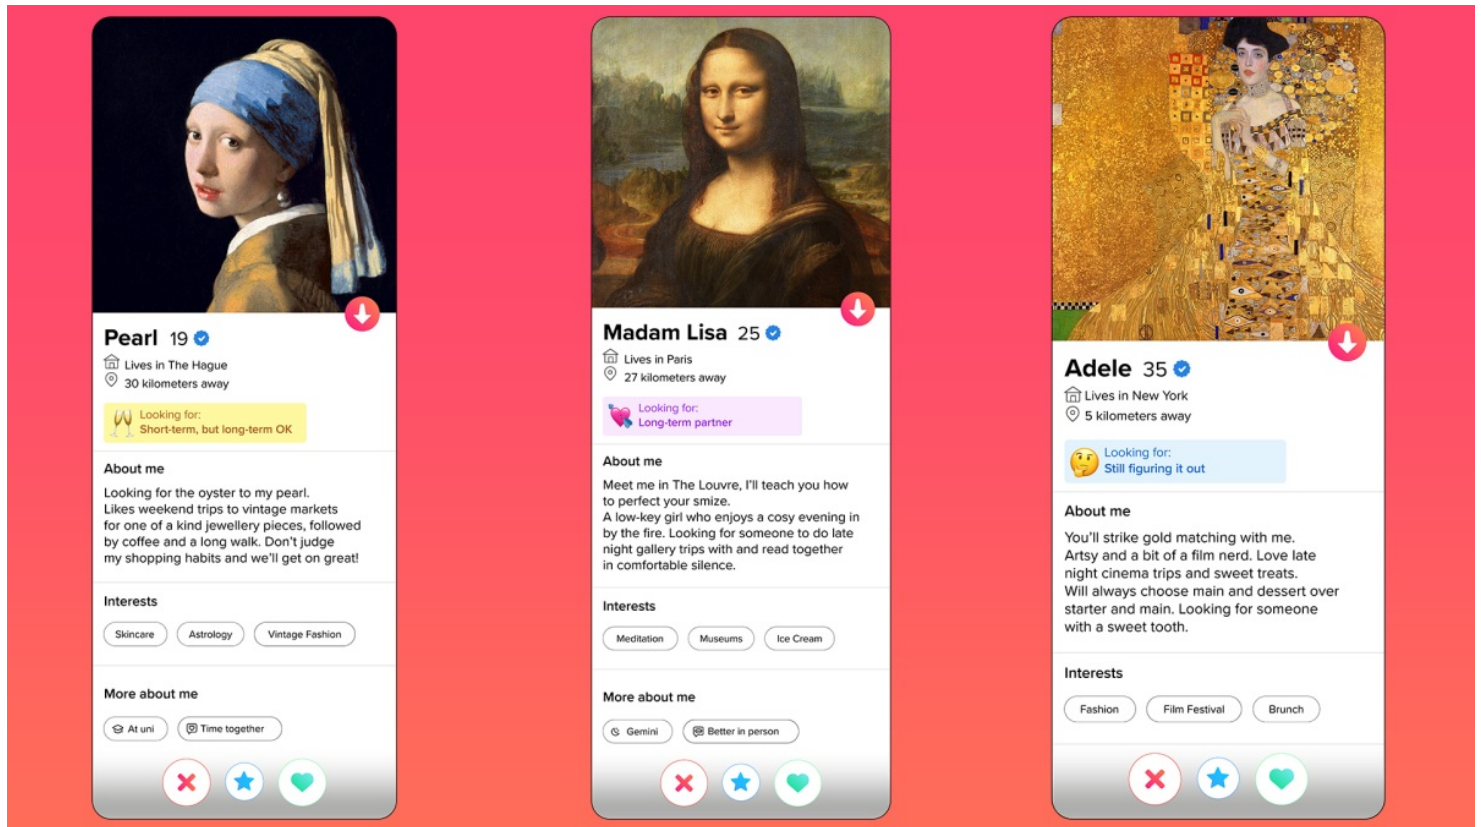 Pearl 19
Lives in The Hague
30 kilometers away
Looking for:
Short-term, but long-term OK
About me
Looking for the oyster to my pearl.
Likes weekend trips to vintage markets
for one of a kind jewellery pieces, followed
by coffee and a long walk. Don't judge
my shopping habits and we'll get on great!
Interests
Skincare
Astrology
Vintage Fashion
More about me
At uni
Time together
Madam Lisa 25
Lives in Paris
27 kilometers away
Looking for:
Long-term partner
About me
Meet me in The Louvre, I'll teach you how
to perfect your smize.
A low-key girl who enjoys a cosy evening in
by the fire. Looking for someone to do late
night gallery trips with and read together
in comfortable silence.
Interests
Meditation
Museums
Ice Cream
More about me
Gemini
Better in person
Adele 35
Lives in New York
5 kilometers away
Looking for:
Still figuring it out
About me
You'll strike gold matching with me.
Artsy and a bit of a film nerd. Love late
night cinema trips and sweet treats.
Will always choose main and dessert over
starter and main. Looking for someone
with a sweet tooth.
Interests
Fashion
Film Festival
Brunch